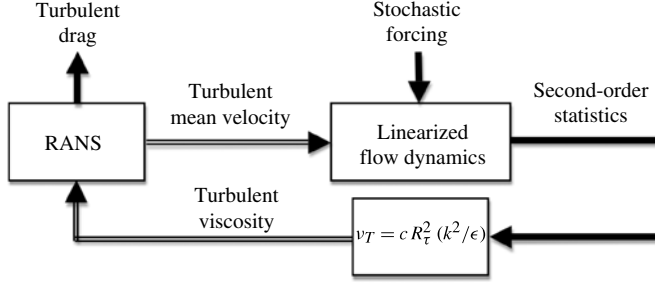 Turbulent
drag
Stochastic
forcing
Turbulent
mean velocity
Second-order
statistics
RANS
Linearized
flow dynamics
Turbulent
viscosity
ν_T = c R_τ^2 (k^2/ϵ)